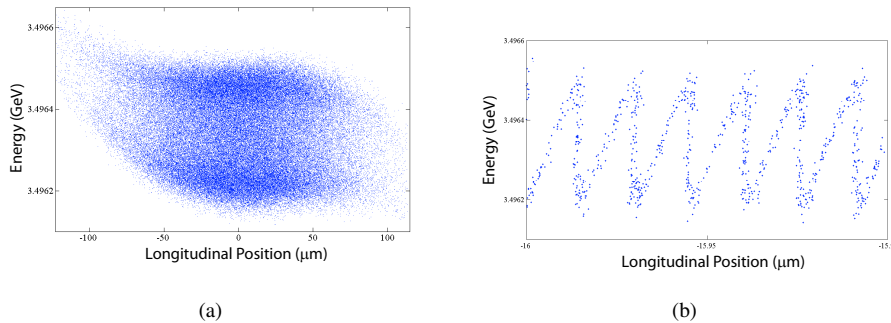 3.4966
3.4964
3.4962
Energy (GeV)
-100
-50
0
50
100
Longitudinal Position (μm)
(a)
3.4966
3.4964
3.4962
Energy (GeV)
-16
-15.95
Longitudinal Position (μm)
(b)